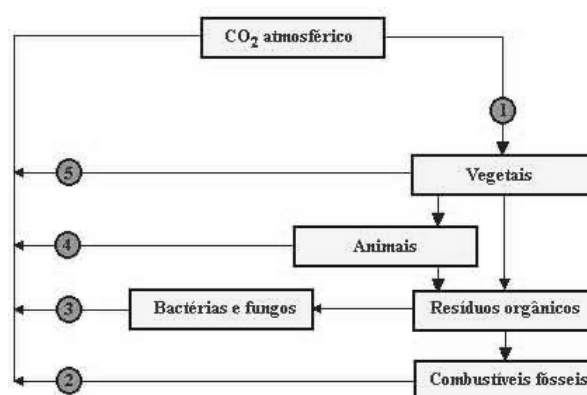 CO₂ atmosférico
1
5
Vegetais
4
Animais
3
Bactérias e fungos
Resíduos orgânicos
2
Combustíveis fósseis